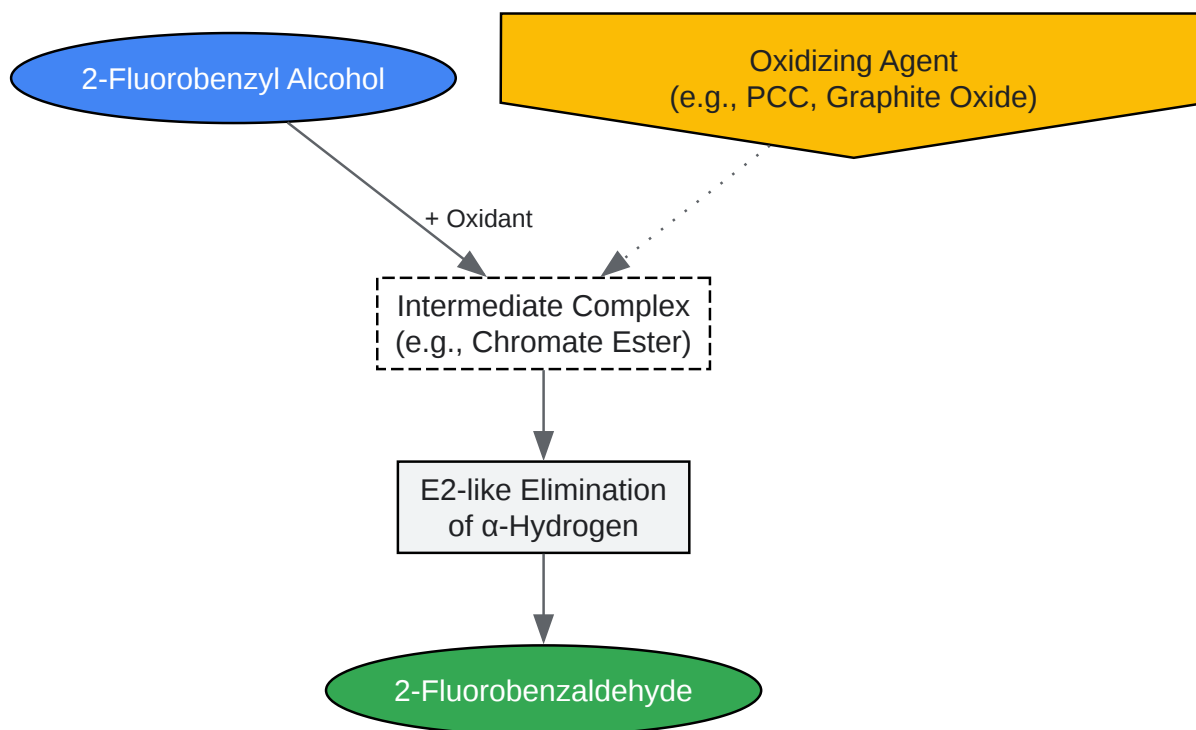 2-Fluorobenzyl Alcohol
Oxidizing Agent
(e.g., PCC, Graphite Oxide)
+ Oxidant
Intermediate Complex
(e.g., Chromate Ester)
E2-like Elimination
of α-Hydrogen
2-Fluorobenzaldehyde